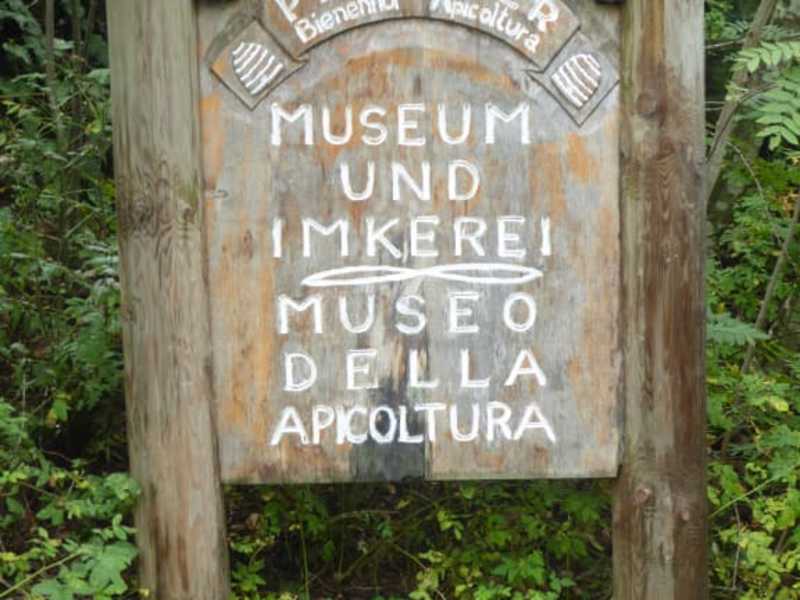 Bienenhof Apicoltura
MUSEUM
UND
IMKEREI
MUSEO
DELLA
APICOLTURA